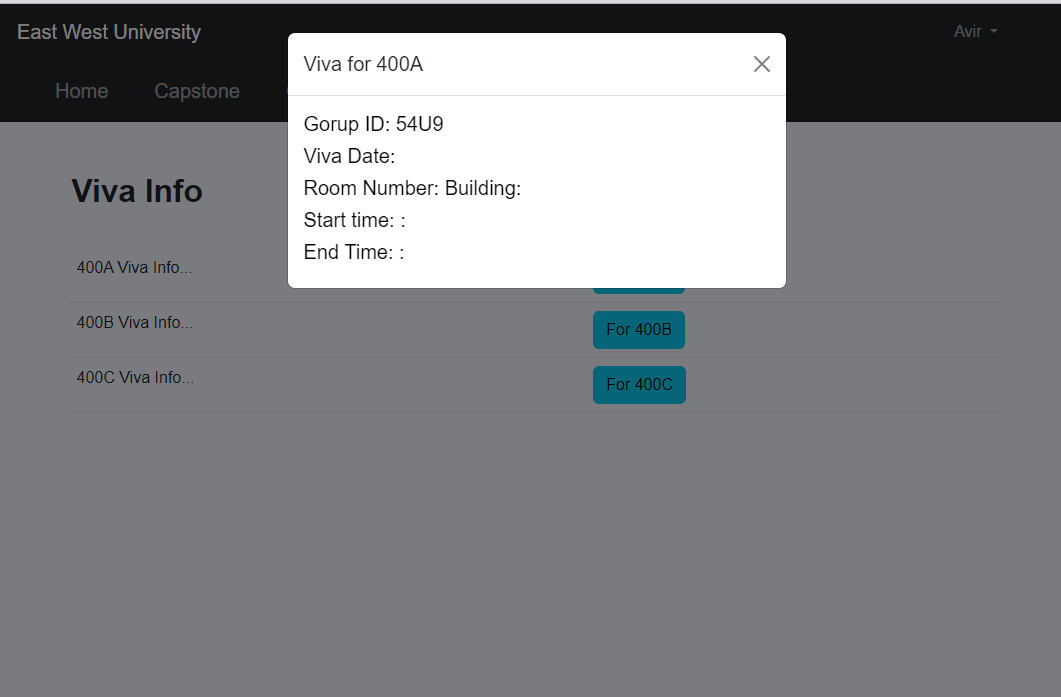 East West University
Avir
Home Capstone
Viva for 400A
Gorup ID: 54U9
Viva Date:
Room Number: Building:
Start time: :
End Time: :
Viva Info
400A Viva Info...
400B Viva Info...
For 400B
400C Viva Info...
For 400C